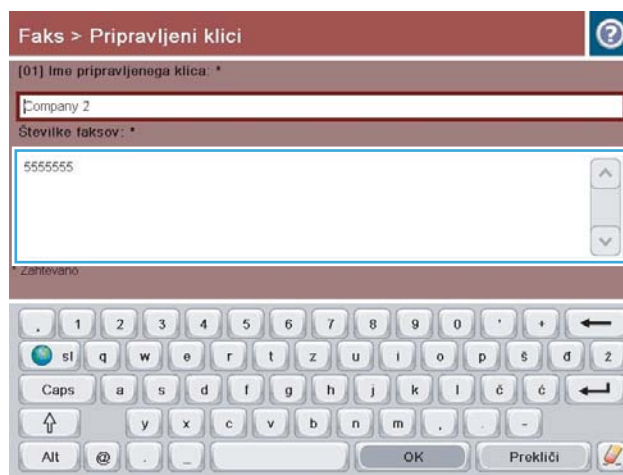 Faks > Pripravljeni klici
[01] Ime pripravljenega klica: *
Company 2
Številke faksov: *
5555555
* Zahtevano
, 1 2 3 4 5 6 7 8 9 0 ' +
sl q w e r t z u i o p š đ ž
Caps a s d f g h j k l č ć
y x c v b n m , . -
Alt @ . _ OK Prekliči